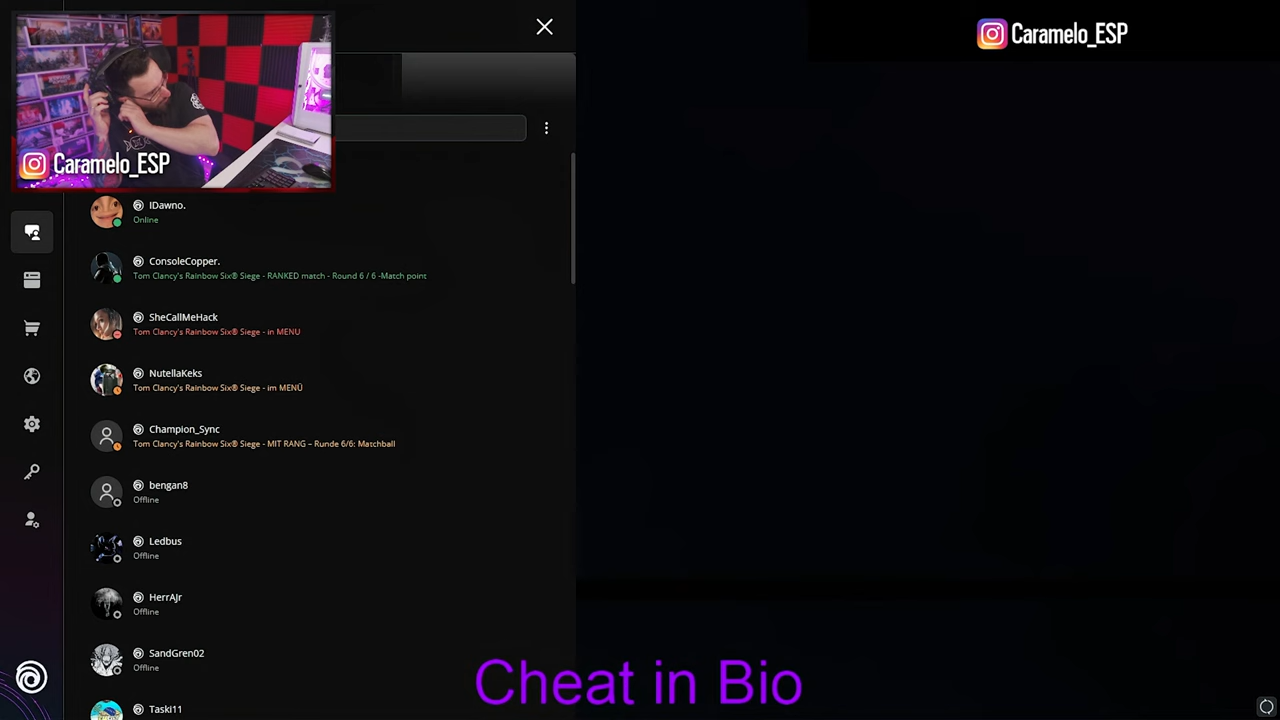 Caramelo_ESP
Caramelo_ESP
IDawno.
Online
ConsoleCopper.
Tom Clancy's Rainbow Six® Siege - RANKED match - Round 6 / 6 -Match point
SheCallMeHack
Tom Clancy's Rainbow Six® Siege - in MENU
NutellaKeks
Tom Clancy's Rainbow Six® Siege - im MENÜ
Champion_Sync
Tom Clancy's Rainbow Six® Siege - MIT RANG – Runde 6/6: Matchball
bengan8
Offline
Ledbus
Offline
HerrAJr
Offline
SandGren02
Offline
Taski11
Cheat in Bio